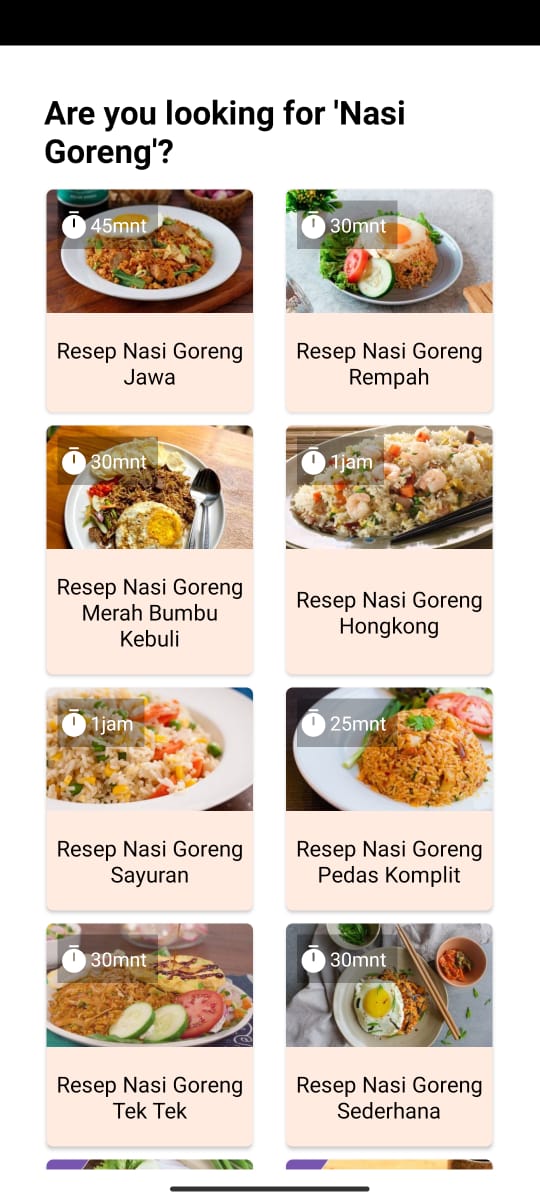 Are you looking for 'Nasi
Goreng'?
45mnt
Resep Nasi Goreng
Jawa
30mnt
Resep Nasi Goreng
Rempah
30mnt
Resep Nasi Goreng
Merah Bumbu
Kebuli
1jam
Resep Nasi Goreng
Hongkong
1jam
Resep Nasi Goreng
Sayuran
25mnt
Resep Nasi Goreng
Pedas Komplit
30mnt
Resep Nasi Goreng
Tek Tek
30mnt
Resep Nasi Goreng
Sederhana